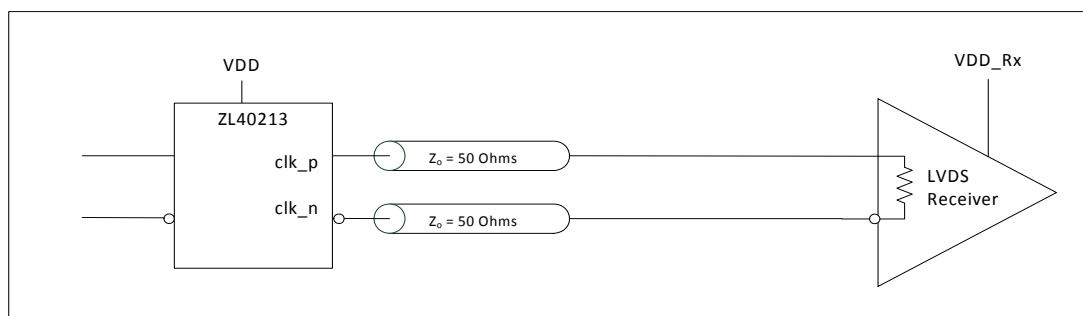 VDD
VDD_Rx
ZL40213
clk_p
Zₒ = 50 Ohms
LVDS
Receiver
clk_n
Zₒ = 50 Ohms